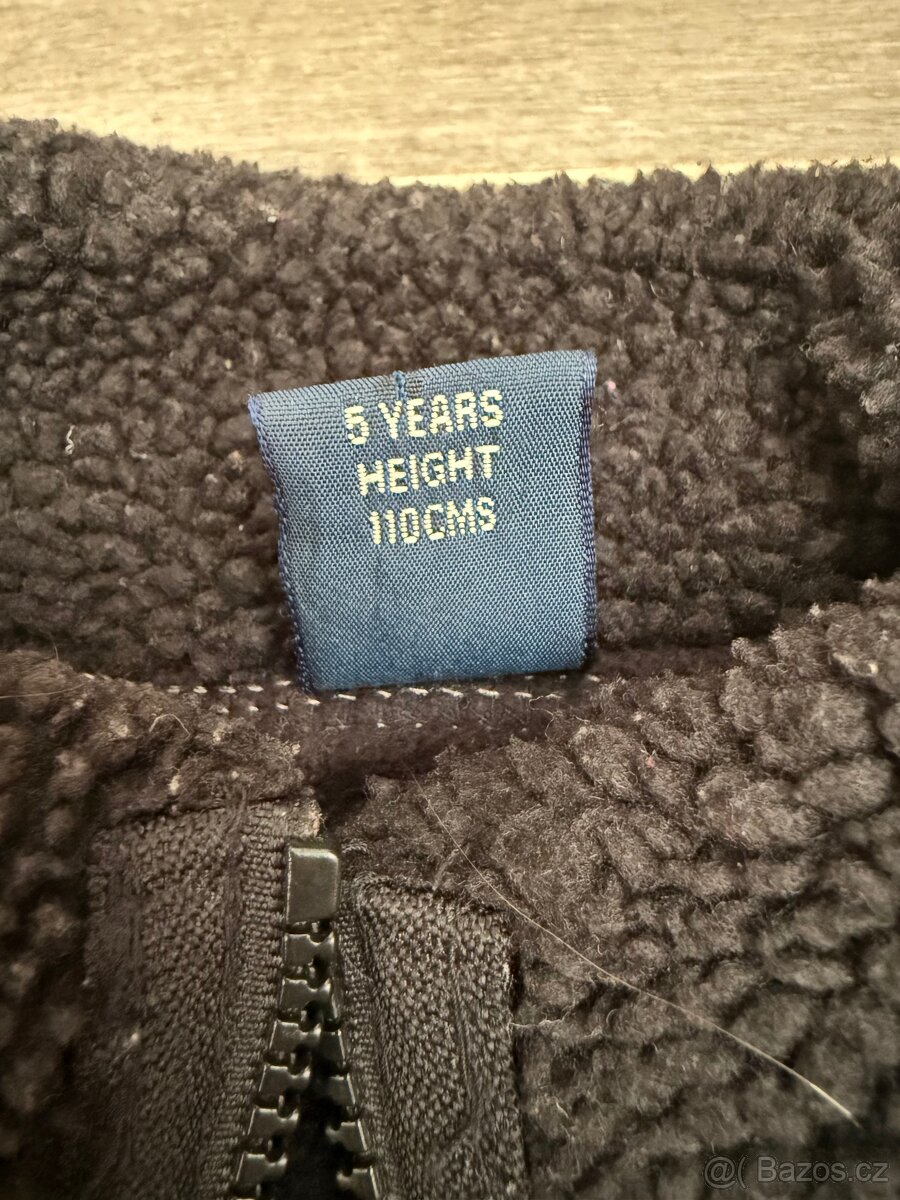 5 YEARS
HEIGHT
110CMS
@( Bazos.cz